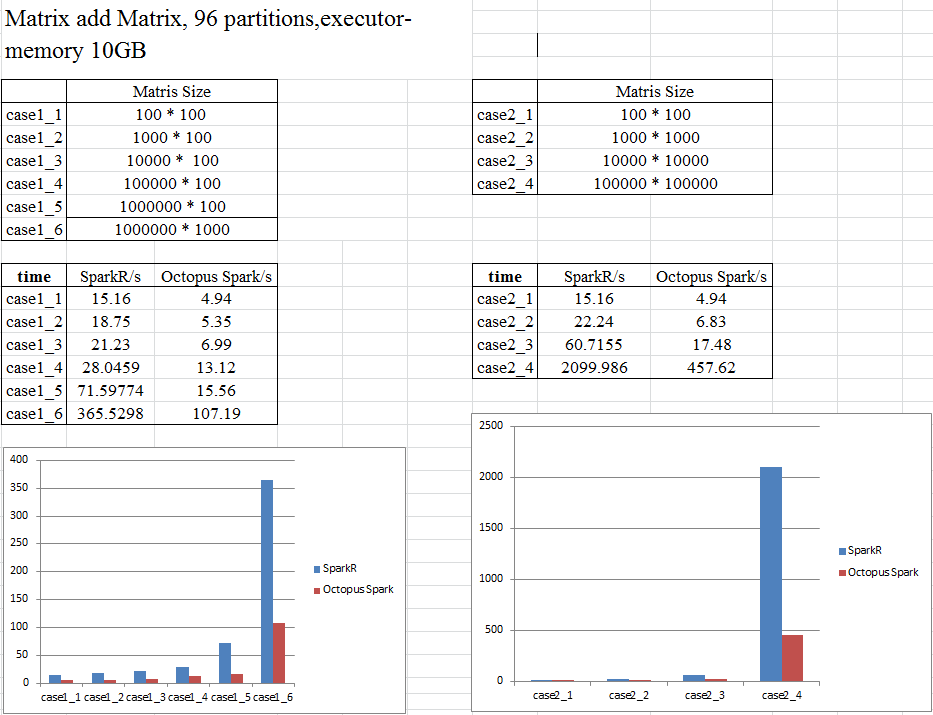 Matrix add Matrix, 96 partitions,executor-
memory 10GB
Matris Size
case1_1 100 * 100
case1_2 1000 * 100
case1_3 10000 * 100
case1_4 100000 * 100
case1_5 1000000 * 100
case1_6 1000000 * 1000
Matris Size
case2_1 100 * 100
case2_2 1000 * 1000
case2_3 10000 * 10000
case2_4 100000 * 100000
time SparkR/s Octopus Spark/s
case1_1 15.16 4.94
case1_2 18.75 5.35
case1_3 21.23 6.99
case1_4 28.0459 13.12
case1_5 71.59774 15.56
case1_6 365.5298 107.19
time SparkR/s Octopus Spark/s
case2_1 15.16 4.94
case2_2 22.24 6.83
case2_3 60.7155 17.48
case2_4 2099.986 457.62
400
350
300
250
200
150
100
50
0
case1_1 case1_2 case1_3 case1_4 case1_5 case1_6
SparkR
Octopus Spark
2500
2000
1500
1000
500
0
case2_1 case2_2 case2_3 case2_4
SparkR
Octopus Spark